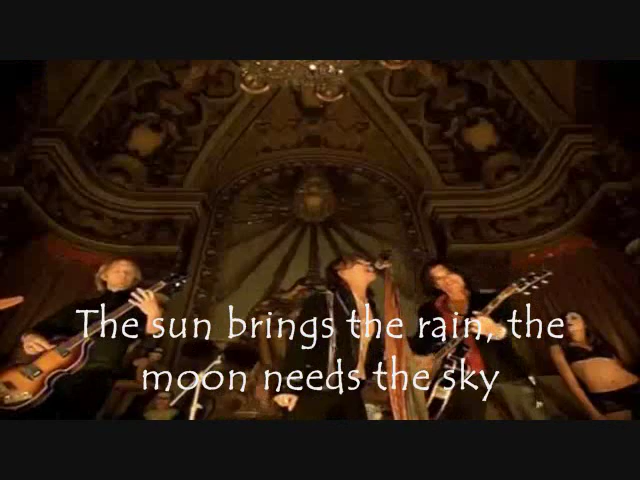 The sun brings the rain, the
moon needs the sky